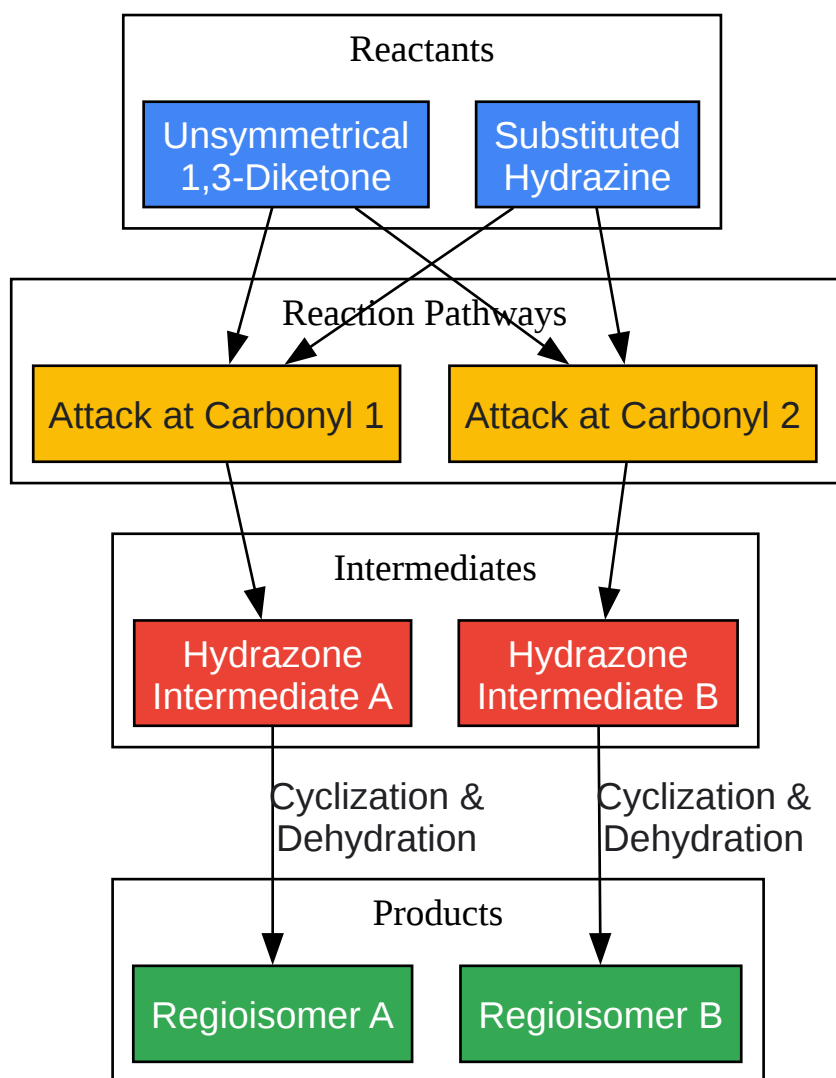 Reactants
Unsymmetrical
1,3-Diketone
Substituted
Hydrazine
Reaction Pathways
Attack at Carbonyl 1
Attack at Carbonyl 2
Intermediates
Hydrazone
Intermediate A
Hydrazone
Intermediate B
Cyclization &
Dehydration
Cyclization &
Dehydration
Products
Regioisomer A
Regioisomer B